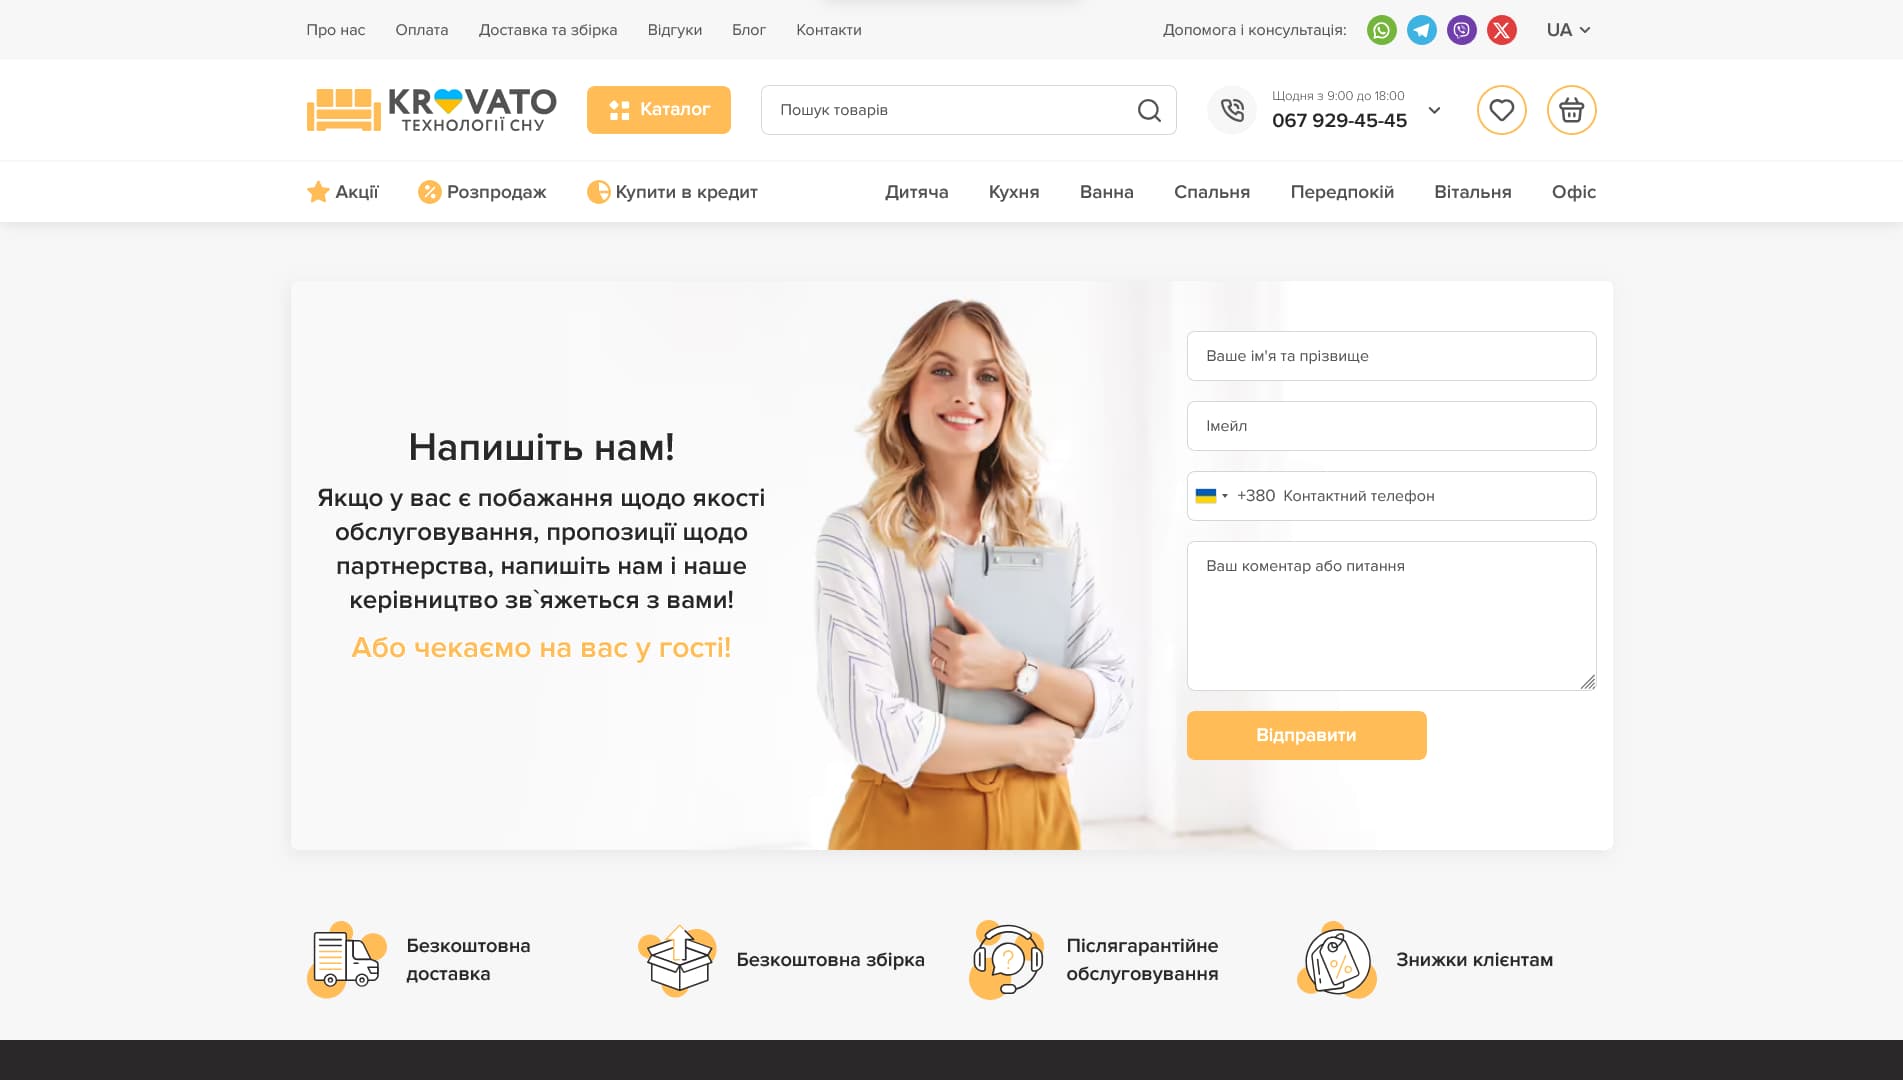 Про нас Оплата Доставка та збірка Відгуки Блог Контакти Допомога і консультація: UA
KROVATO
ТЕХНОЛОГІЇ СНУ
Каталог
Пошук товарів
Щодня з 9:00 до 18:00
067 929-45-45
Акції Розпродаж Купити в кредит Дитяча Кухня Ванна Спальня Передпокій Вітальня Офіс
Напишіть нам!
Якщо у вас є побажання щодо якості
обслуговування, пропозиції щодо
партнерства, напишіть нам і наше
керівництво зв`яжеться з вами!
Або чекаємо на вас у гості!
Ваше ім'я та прізвище
Імейл
+380 Контактний телефон
Ваш коментар або питання
Відправити
Безкоштовна
доставка
Безкоштовна збірка
Післягарантійне
обслуговування
Знижки клієнтам